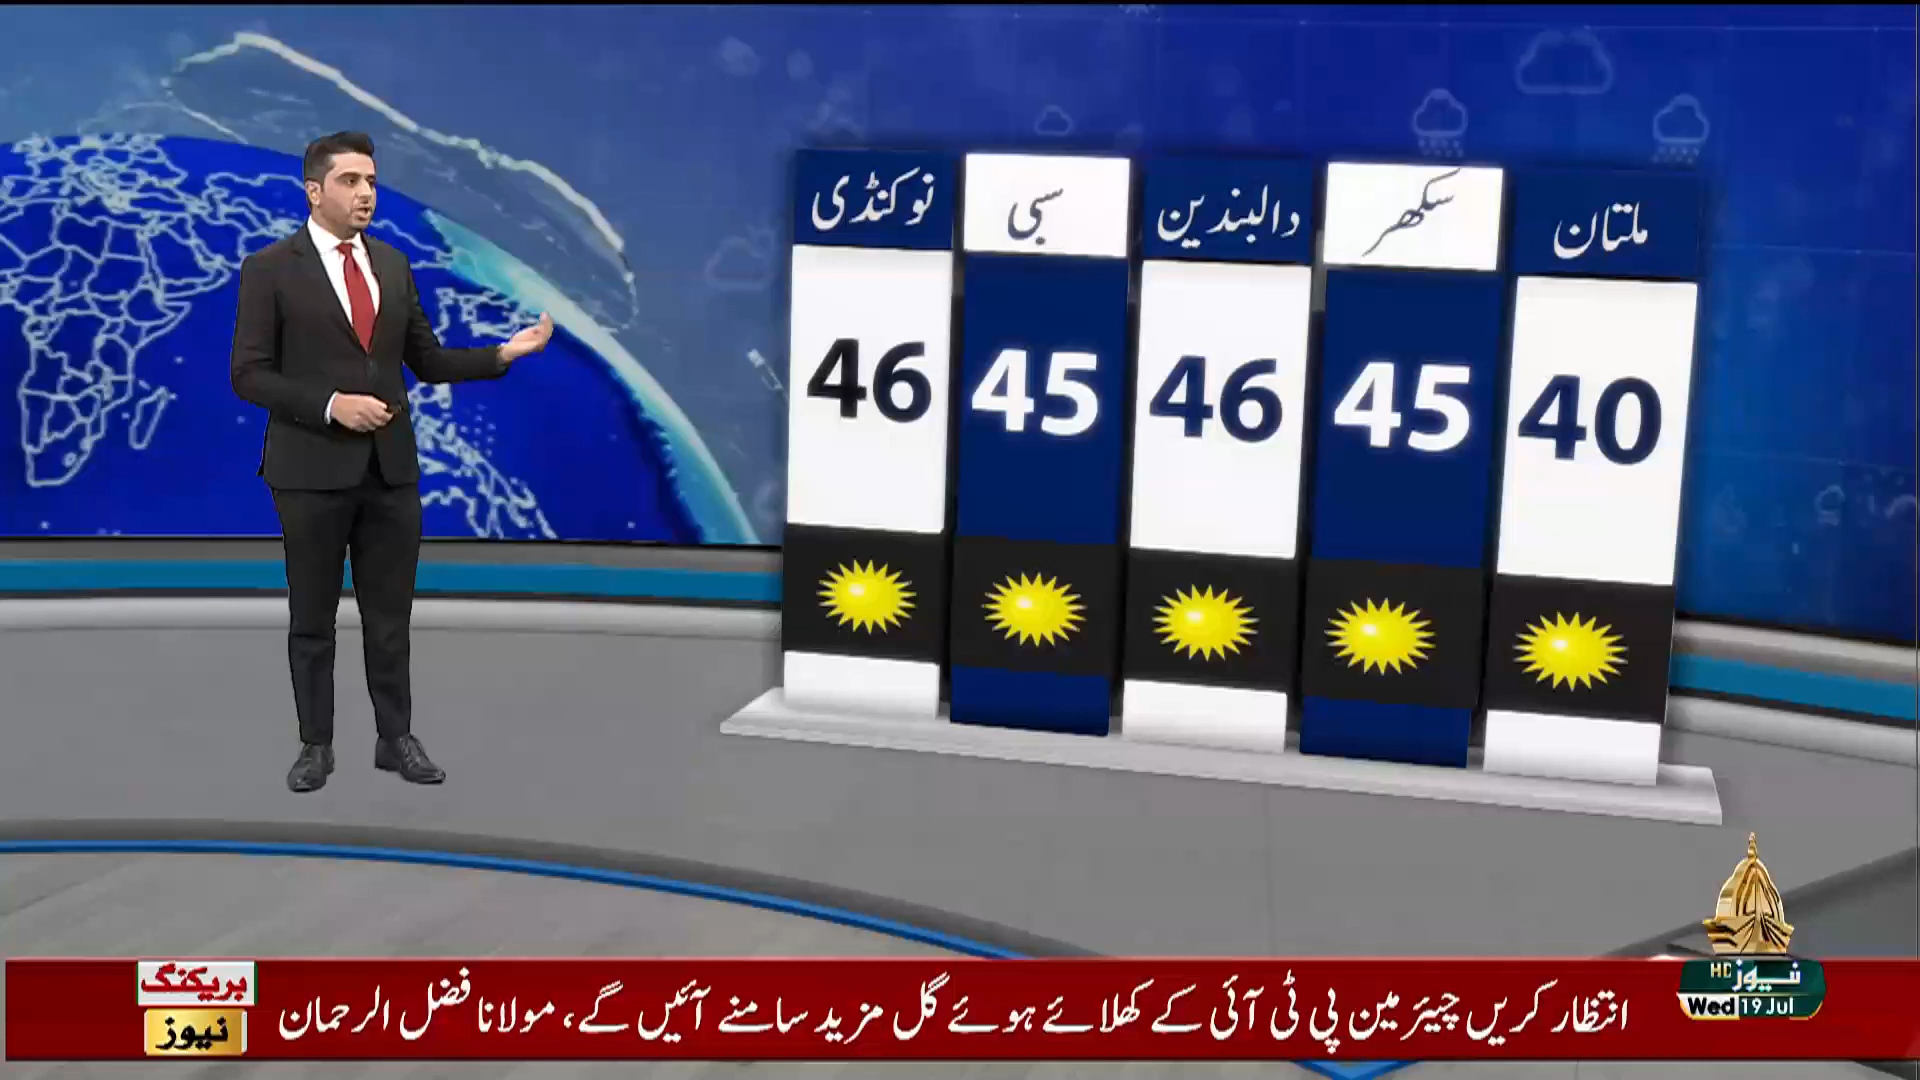 نوکنڈی
سبی
دالبندین
سکھر
ملتان
46
45
46
45
40
HD نیوز
Wed 19 Jul
بریکنگ
نیوز
انتظار کریں چیئرمین پی ٹی آئی کے کھلائے ہوئے گل مزید سامنے آئیں گے، مولانا فضل الرحمان